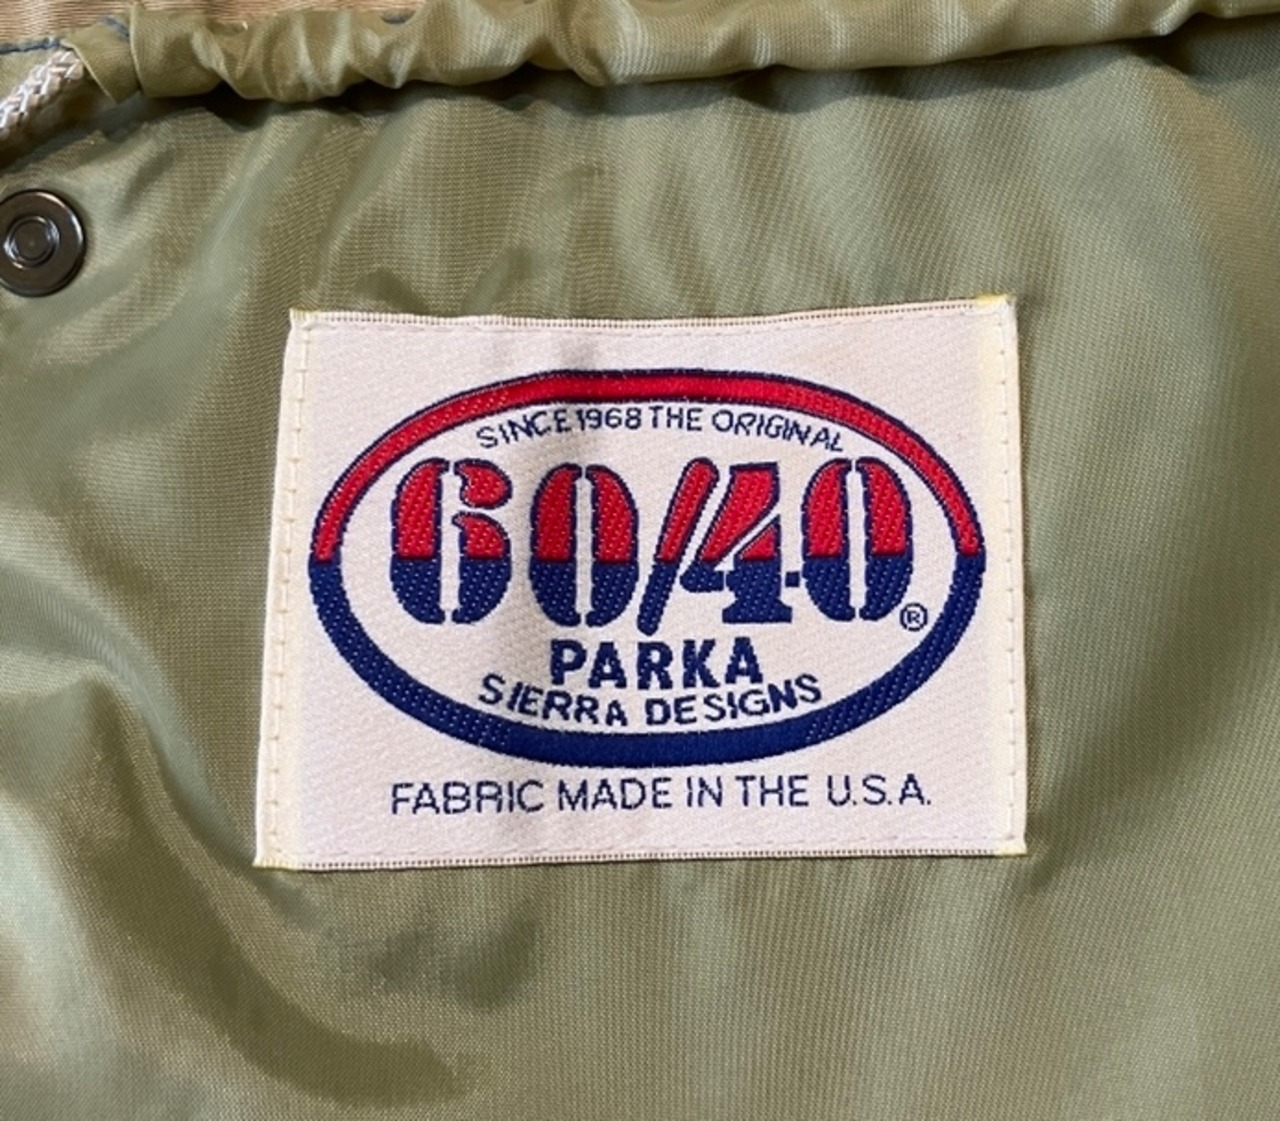 SINCE 1968 THE ORIGINAL
60/40®
PARKA
SIERRA DESIGNS
FABRIC MADE IN THE U.S.A.